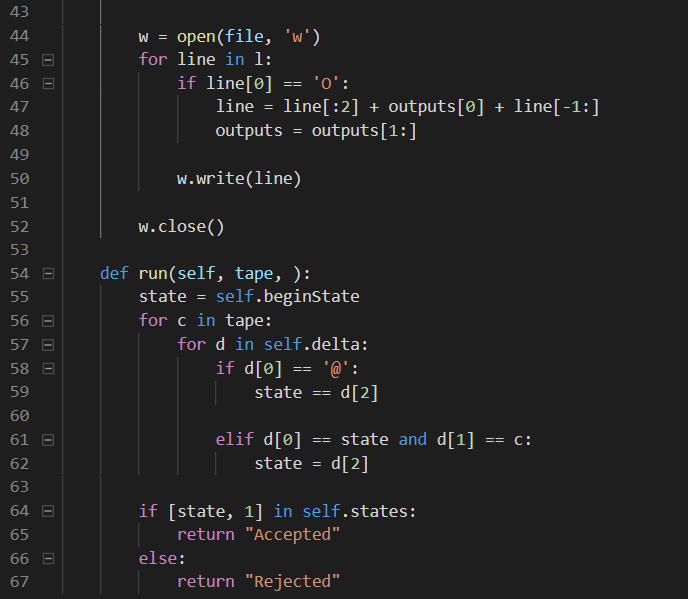 43
44 w = open(file, 'w')
45 for line in l:
46 if line[0] == 'O':
47 line = line[:2] + outputs[0] + line[-1:]
48 outputs = outputs[1:]
49
50 w.write(line)
51
52 w.close()
53
54 def run(self, tape, ):
55 state = self.beginState
56 for c in tape:
57 for d in self.delta:
58 if d[0] == '@':
59 state == d[2]
60
61 elif d[0] == state and d[1] == c:
62 state = d[2]
63
64 if [state, 1] in self.states:
65 return "Accepted"
66 else:
67 return "Rejected"